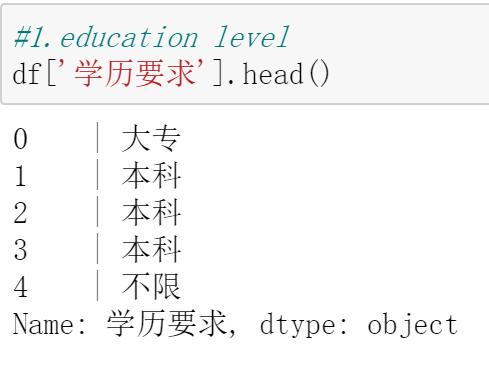 #1.education level
df['学历要求'].head()
0 | 大专
1 | 本科
2 | 本科
3 | 本科
4 | 不限
Name: 学历要求, dtype: object